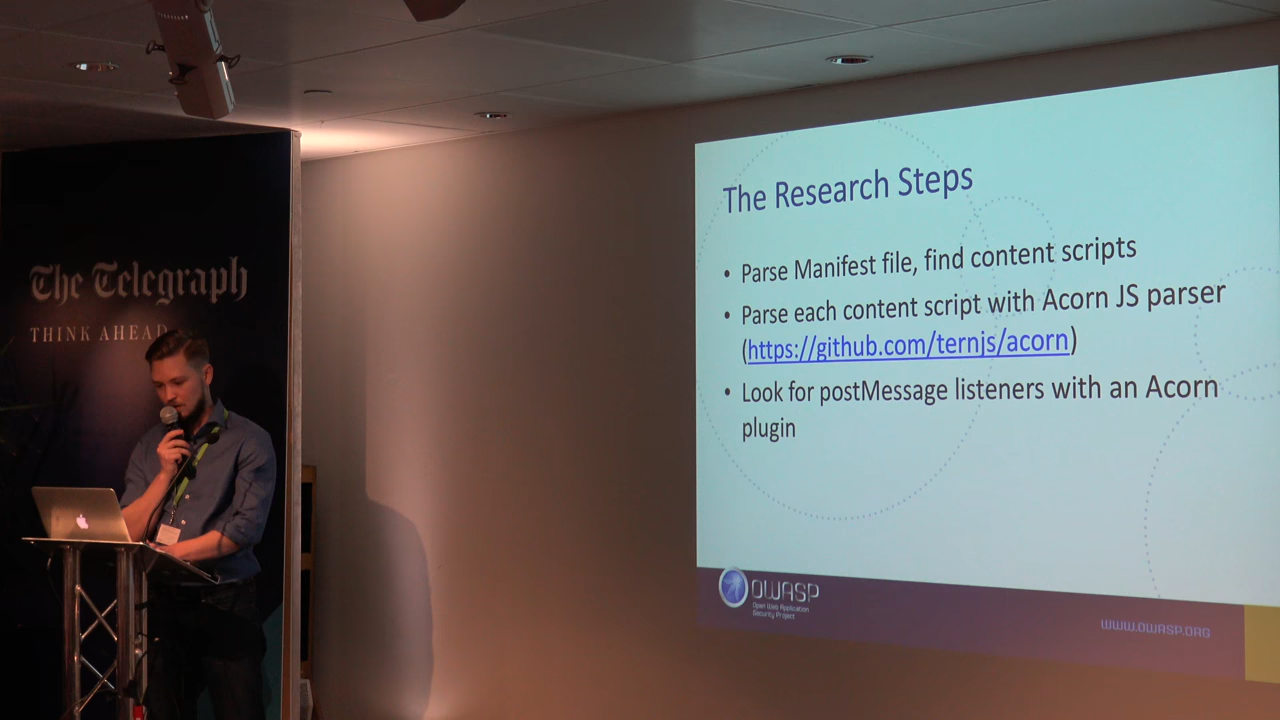 The Telegraph
THINK AHEAD
The Research Steps
• Parse Manifest file, find content scripts
• Parse each content script with Acorn JS parser
(https://github.com/ternjs/acorn)
• Look for postMessage listeners with an Acorn
plugin
OWASP
Open Web Application
Security Project
WWW.OWASP.ORG